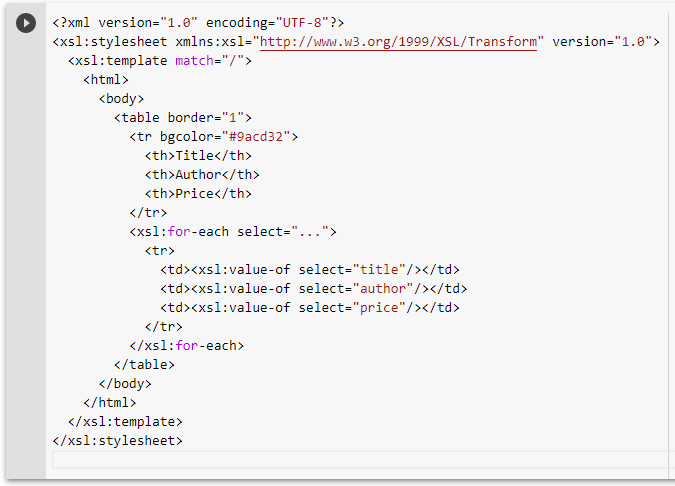 <?xml version="1.0" encoding="UTF-8"?>
<xsl:stylesheet xmlns:xsl="http://www.w3.org/1999/XSL/Transform" version="1.0">
  <xsl:template match="/">
    <html>
      <body>
        <table border="1">
          <tr bgcolor="#9acd32">
            <th>Title</th>
            <th>Author</th>
            <th>Price</th>
          </tr>
          <xsl:for-each select="...">
            <tr>
              <td><xsl:value-of select="title"/></td>
              <td><xsl:value-of select="author"/></td>
              <td><xsl:value-of select="price"/></td>
            </tr>
          </xsl:for-each>
        </table>
      </body>
    </html>
  </xsl:template>
</xsl:stylesheet>